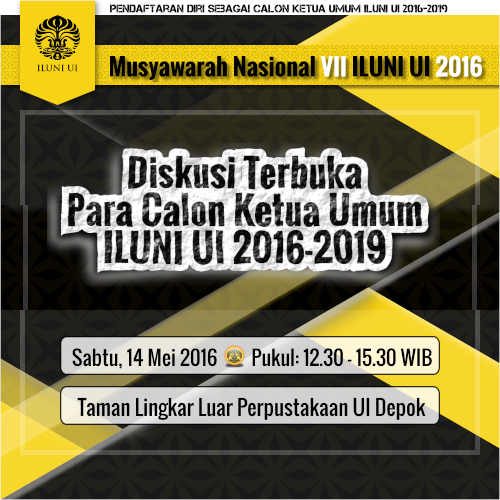 PENDAFTARAN DIRI SEBAGAI CALON KETUA UMUM ILUNI UI 2016-2019
ILUNI UI
Musyawarah Nasional VII ILUNI UI 2016
Diskusi Terbuka
Para Calon Ketua Umum
ILUNI UI 2016-2019
Sabtu, 14 Mei 2016 Pukul: 12.30 - 15.30 WIB
Taman Lingkar Luar Perpustakaan UI Depok